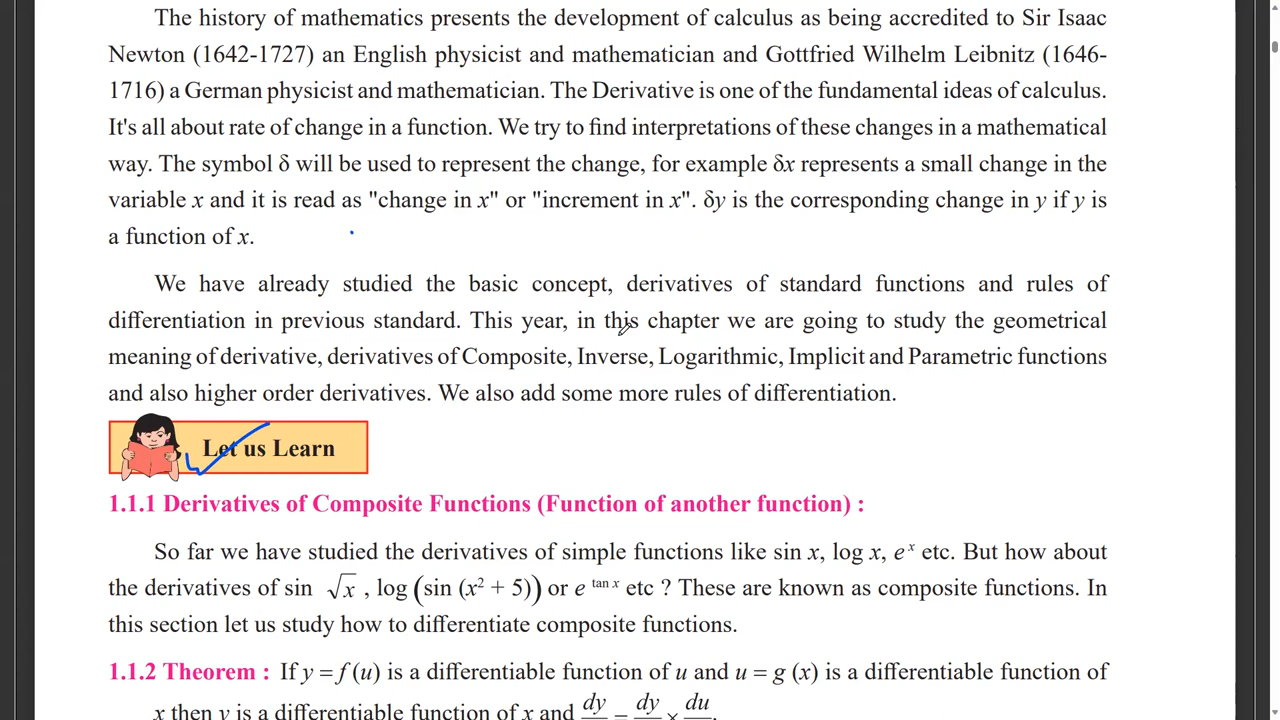 The history of mathematics presents the development of calculus as being accredited to Sir Isaac
Newton (1642-1727) an English physicist and mathematician and Gottfried Wilhelm Leibnitz (1646-
1716) a German physicist and mathematician. The Derivative is one of the fundamental ideas of calculus.
It's all about rate of change in a function. We try to find interpretations of these changes in a mathematical
way. The symbol δ will be used to represent the change, for example δx represents a small change in the
variable x and it is read as "change in x" or "increment in x". δy is the corresponding change in y if y is
a function of x.
We have already studied the basic concept, derivatives of standard functions and rules of
differentiation in previous standard. This year, in this chapter we are going to study the geometrical
meaning of derivative, derivatives of Composite, Inverse, Logarithmic, Implicit and Parametric functions
and also higher order derivatives. We also add some more rules of differentiation.
Let us Learn
1.1.1 Derivatives of Composite Functions (Function of another function) :
So far we have studied the derivatives of simple functions like sin x, log x, eˣ etc. But how about
the derivatives of sin √x , log (sin (x² + 5)) or e ^tan x etc ? These are known as composite functions. In
this section let us study how to differentiate composite functions.
1.1.2 Theorem : If y = f (u) is a differentiable function of u and u = g (x) is a differentiable function of
x then y is a differentiable function of x and dy = dy × du .